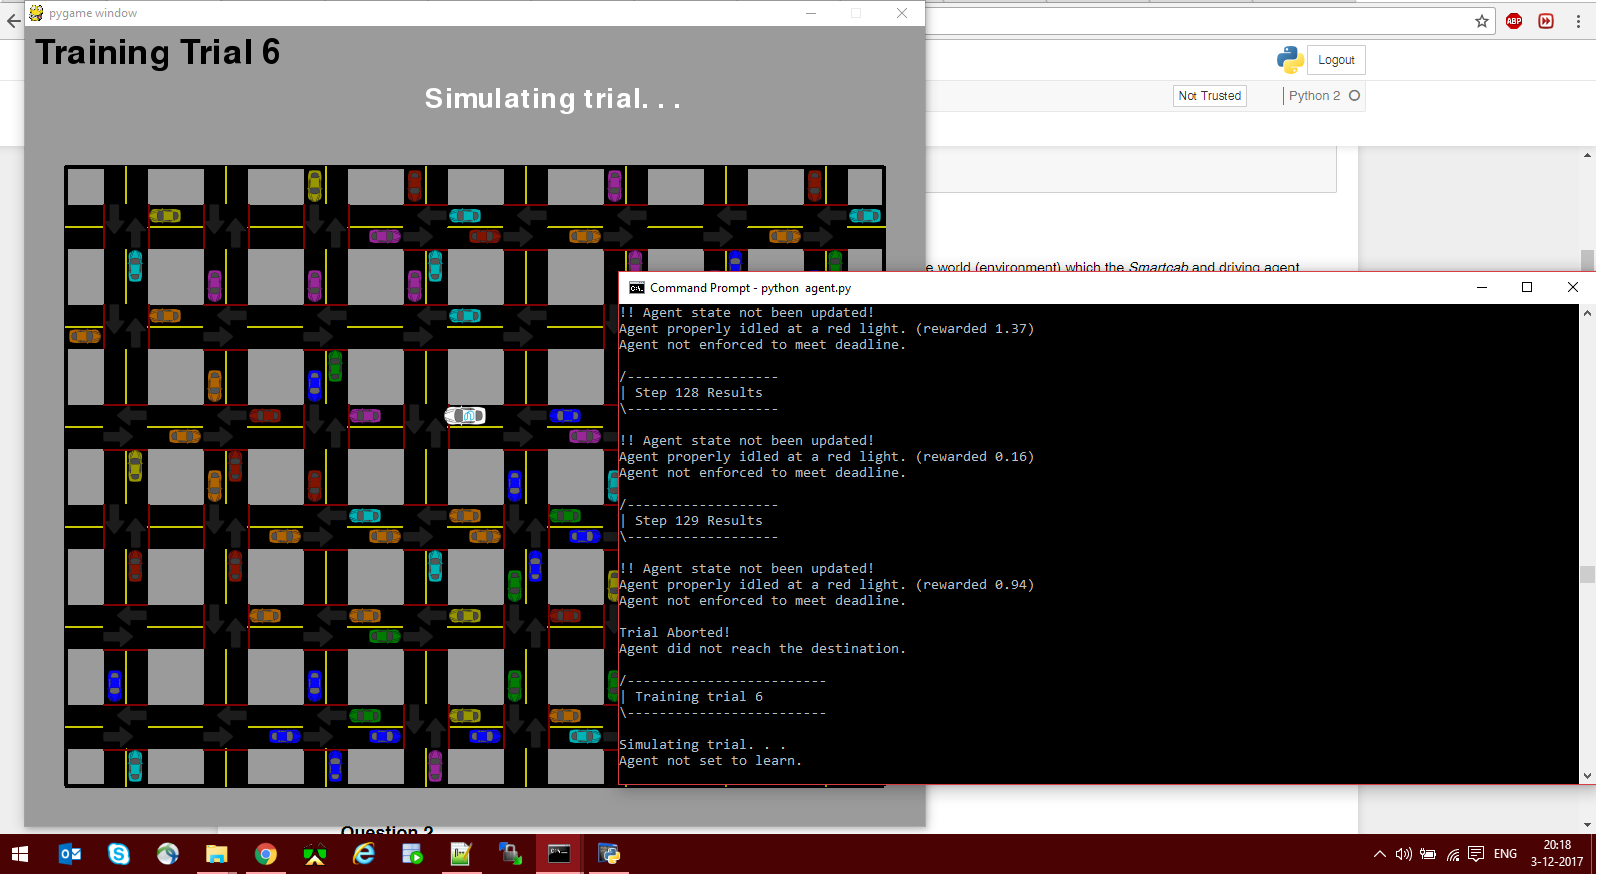 pygame window
Training Trial 6
Simulating trial. . .
ABP
Logout
Not Trusted
Python 2
e world (environment) which the Smartcab and driving agent
Command Prompt - python  agent.py
!! Agent state not been updated!
Agent properly idled at a red light. (rewarded 1.37)
Agent not enforced to meet deadline.
/-------------------
| Step 128 Results
\-------------------
!! Agent state not been updated!
Agent properly idled at a red light. (rewarded 0.16)
Agent not enforced to meet deadline.
/-------------------
| Step 129 Results
\-------------------
!! Agent state not been updated!
Agent properly idled at a red light. (rewarded 0.94)
Agent not enforced to meet deadline.
Trial Aborted!
Agent did not reach the destination.
/-------------------------
| Training trial 6
\-------------------------
Simulating trial. . .
Agent not set to learn.
Question 2
ENG
20:18
3-12-2017